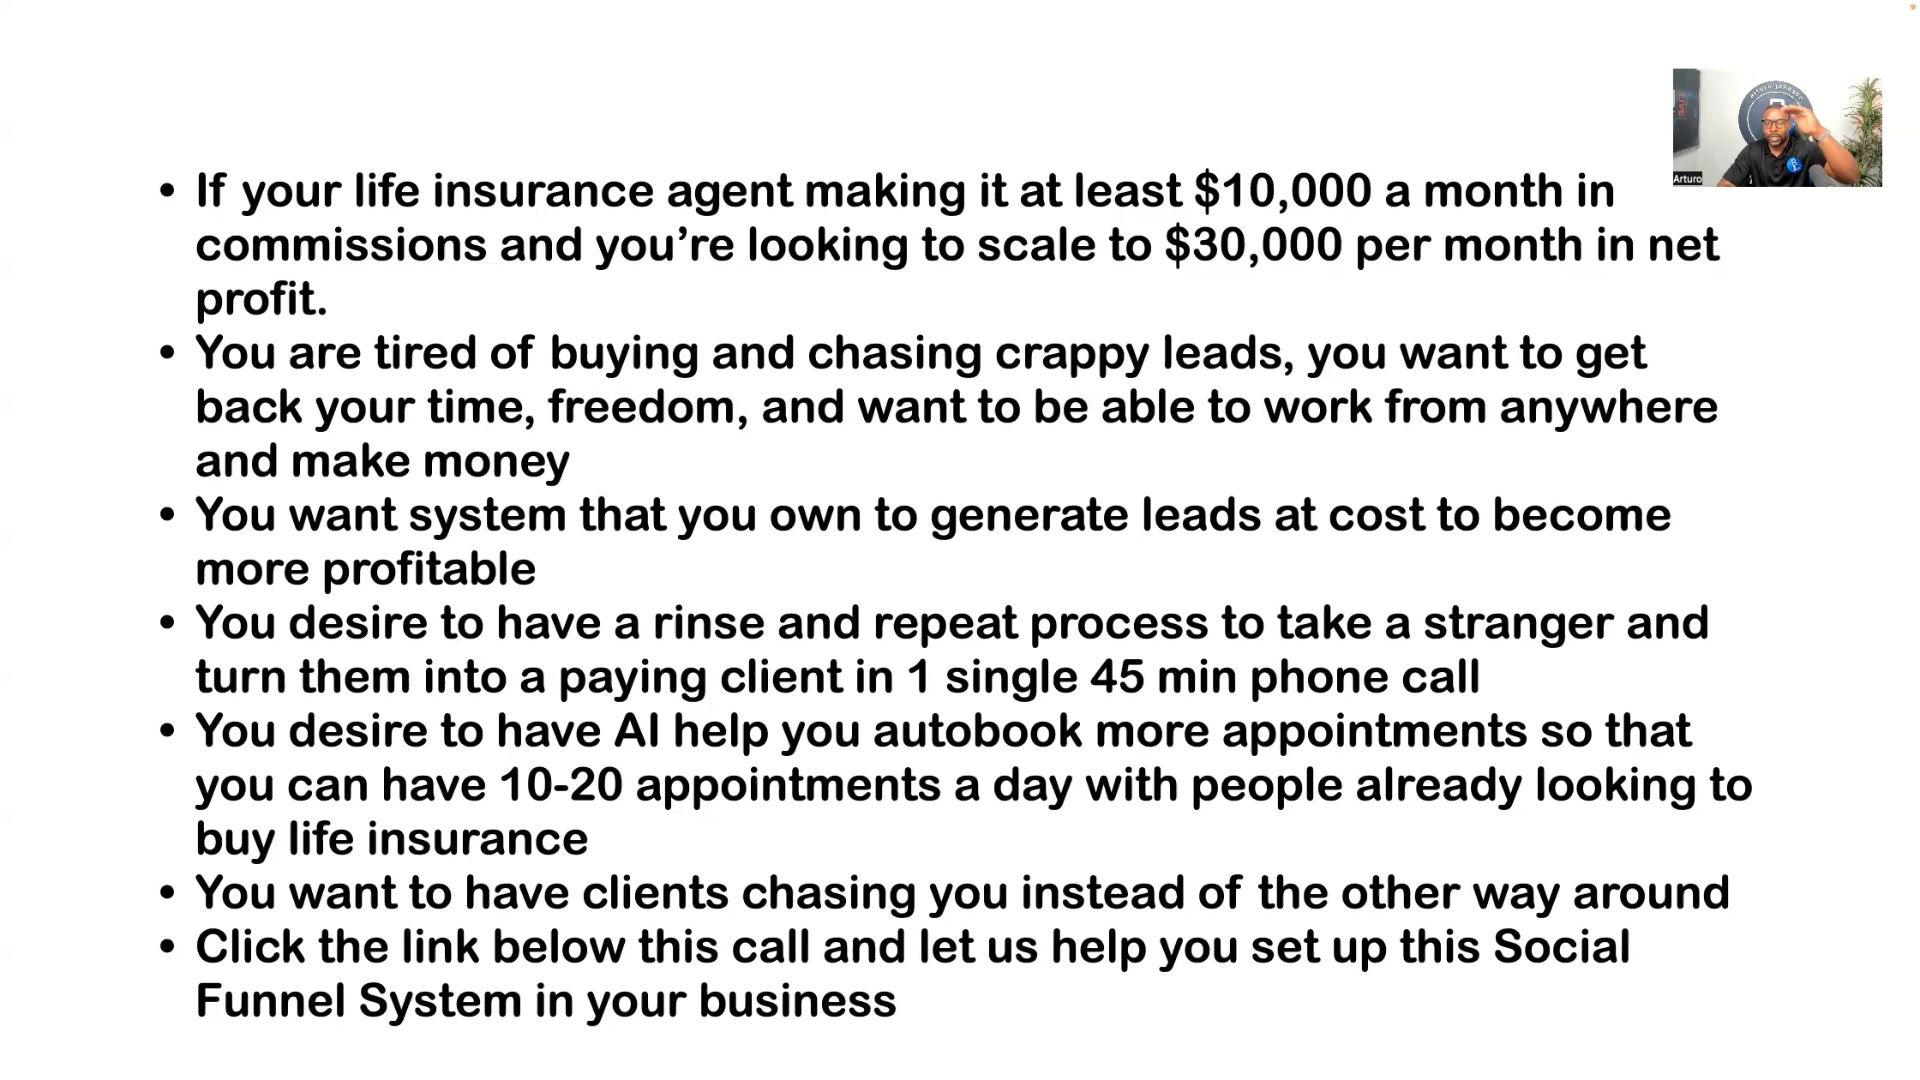 • If your life insurance agent making it at least $10,000 a month in
commissions and you’re looking to scale to $30,000 per month in net
profit.
• You are tired of buying and chasing crappy leads, you want to get
back your time, freedom, and want to be able to work from anywhere
and make money
• You want system that you own to generate leads at cost to become
more profitable
• You desire to have a rinse and repeat process to take a stranger and
turn them into a paying client in 1 single 45 min phone call
• You desire to have AI help you autobook more appointments so that
you can have 10-20 appointments a day with people already looking to
buy life insurance
• You want to have clients chasing you instead of the other way around
• Click the link below this call and let us help you set up this Social
Funnel System in your business
arturo johnson
Arturo